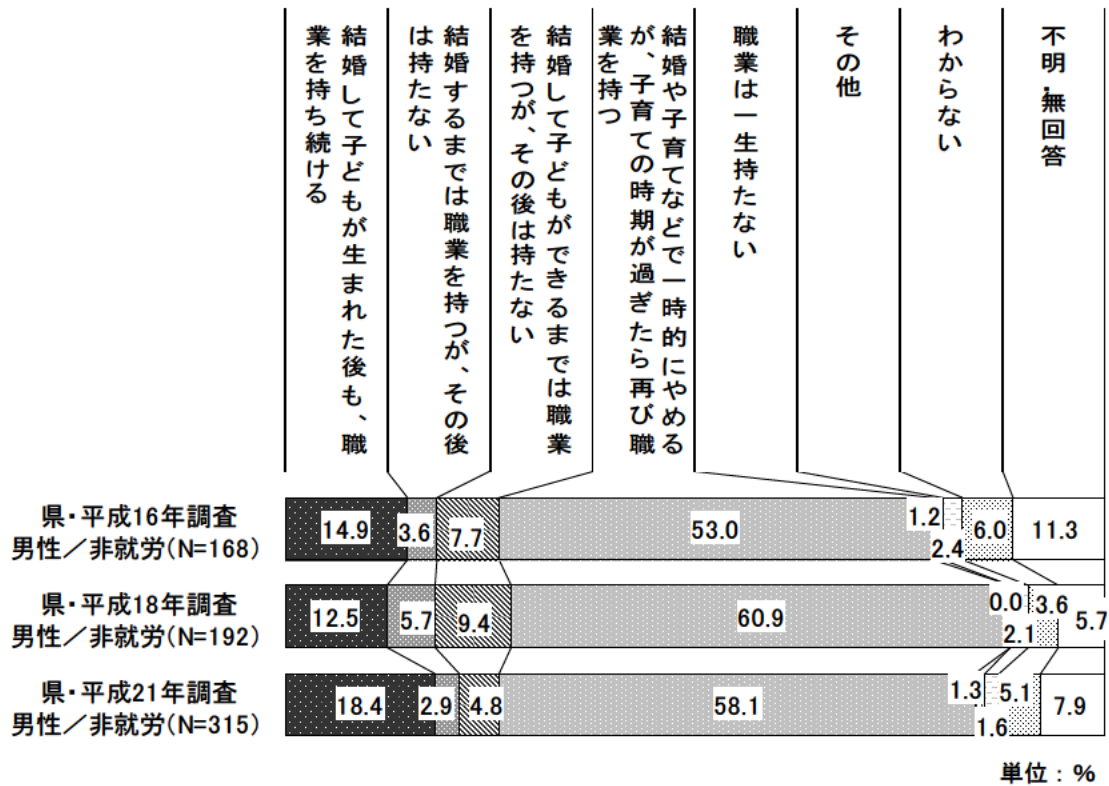 結婚して子どもが生まれた後も、職
業を持ち続ける
結婚するまでは職業を持つが、その後
は持たない
結婚して子どもができるまでは職業
を持つが、その後は持たない
結婚や子育てなどで一時的にやめる
が、子育ての時期が過ぎたら再び職
業を持つ
職業は一生持たない
その他
わからない
不明・無回答
県・平成16年調査
男性／非就労(N=168)
14.9 3.6 7.7 53.0 1.2 2.4 6.0 11.3
県・平成18年調査
男性／非就労(N=192)
12.5 5.7 9.4 60.9 0.0 2.1 3.6 5.7
県・平成21年調査
男性／非就労(N=315)
18.4 2.9 4.8 58.1 1.3 1.6 5.1 7.9
単位：%